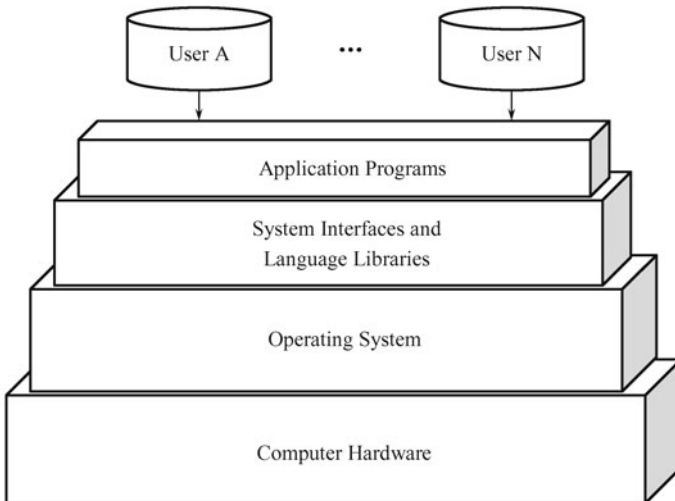 User A
...
User N
Application Programs
System Interfaces and
Language Libraries
Operating System
Computer Hardware